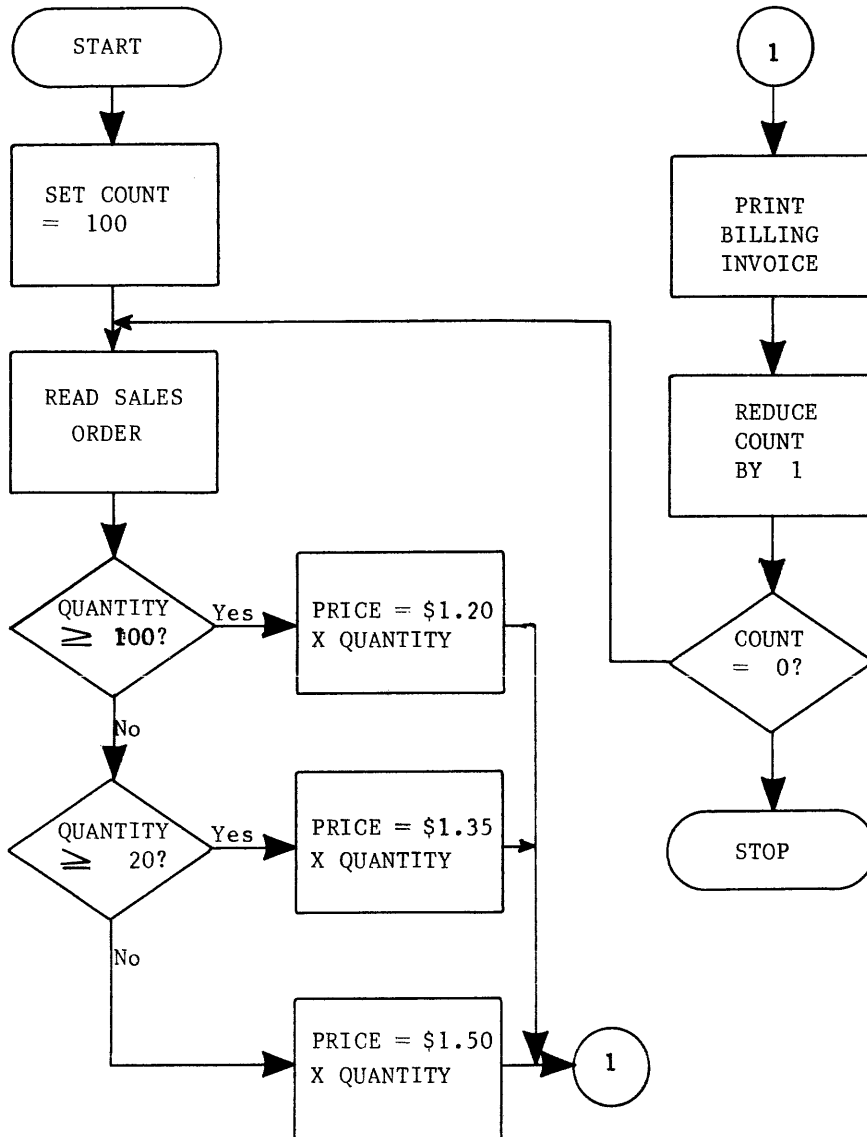 START
SET COUNT
= 100
READ SALES
ORDER
QUANTITY
≧ 100?
Yes
PRICE = $1.20
X QUANTITY
No
QUANTITY
≧ 20?
Yes
PRICE = $1.35
X QUANTITY
No
PRICE = $1.50
X QUANTITY
1
1
PRINT
BILLING
INVOICE
REDUCE
COUNT
BY 1
COUNT
= 0?
STOP